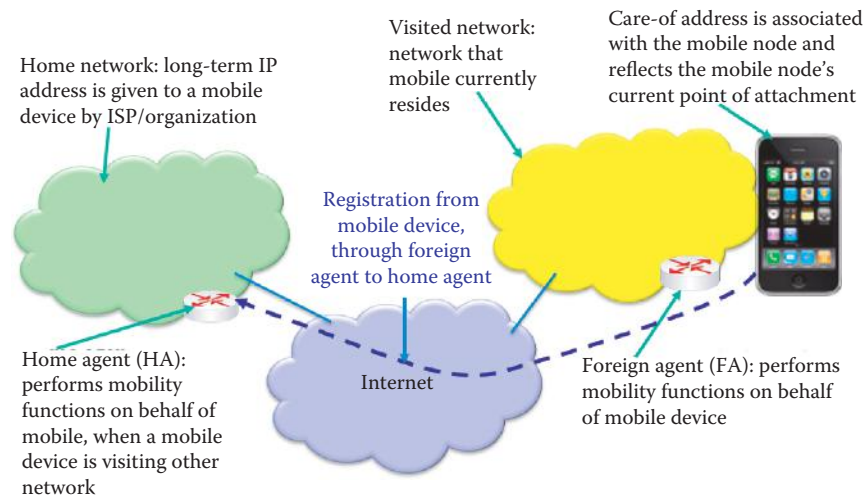 Home network: long-term IP
address is given to a mobile
device by ISP/organization
Visited network:
network that
mobile currently
resides
Care-of address is associated
with the mobile node and
reflects the mobile node’s
current point of attachment
Registration from
mobile device,
through foreign
agent to home agent
Internet
Home agent (HA):
performs mobility
functions on behalf of
mobile, when a mobile
device is visiting other
network
Foreign agent (FA): performs
mobility functions on behalf
of mobile device